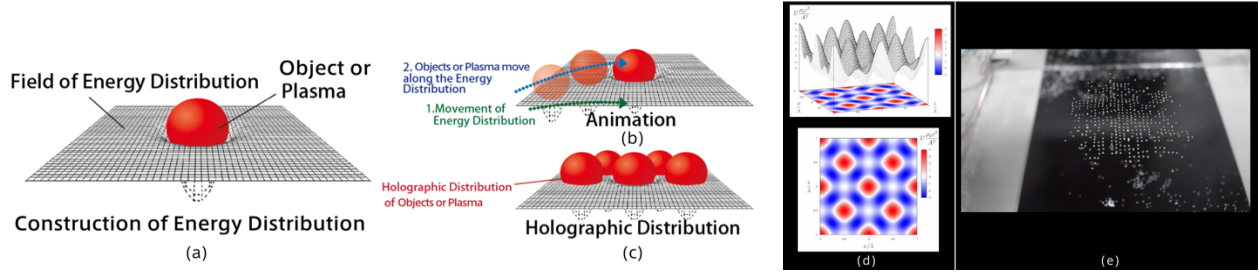 Field of Energy Distribution
Object or
Plasma
Construction of Energy Distribution
(a)
2. Objects or Plasma move
along the Energy
Distribution
1.Movement of
Energy Distribution
Animation
(b)
Holographic Distribution
of Objects or Plasma
Holographic Distribution
(c)
(d)
(e)